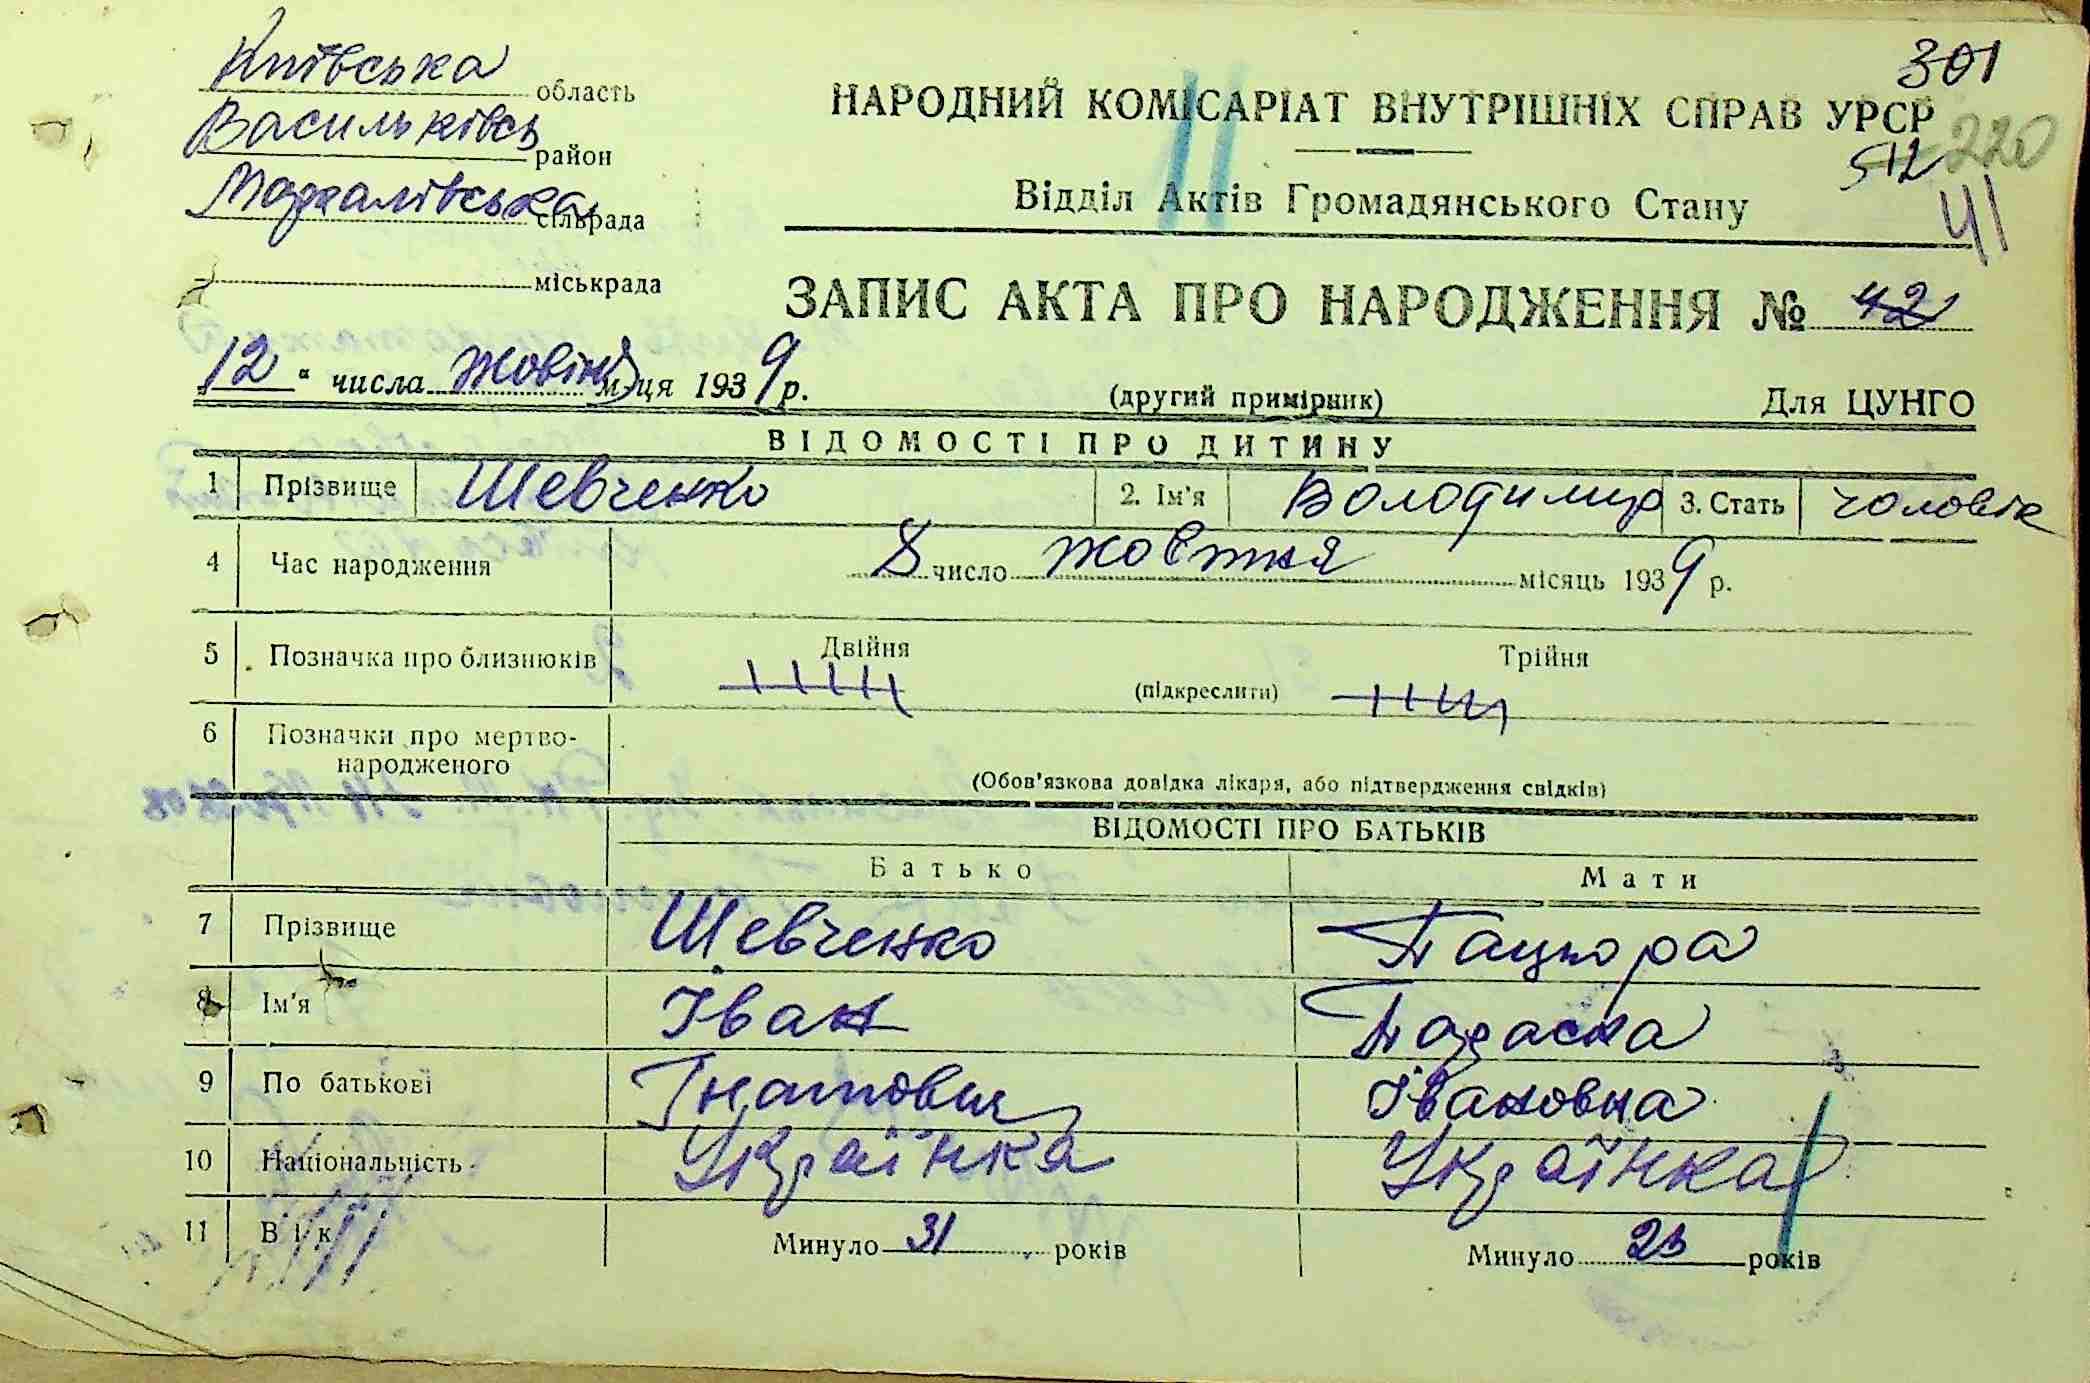 301
Київська область
НАРОДНИЙ КОМІСАРІАТ ВНУТРІШНІХ СПРАВ УРСР
Васильківсь район
512 220
Відділ Актів Громадянського Стану
41
сільрада
міськрада
ЗАПИС АКТА ПРО НАРОДЖЕННЯ № 42
12 " числа м-ця 1939 р.
(другий примірник)
Для ЦУНГО
ВІДОМОСТІ ПРО ДИТИНУ
1 Прізвище Шевченко 2. Ім'я Володимир 3. Стать чоловік
4 Час народження 8 число жовтня місяць 1939 р.
5 Позначка про близнюків Двійня (підкреслити) Трійня
6 Позначки про мертво-
народженого
(Обов'язкова довідка лікаря, або підтвердження свідків)
ВІДОМОСТІ ПРО БАТЬКІВ
Батько Мати
7 Прізвище Шевченко Пацюра
8 Ім'я Іван Параска
9 По батькові Івановна
10 Національність Українка Українка
11 Вік Минуло 31 років Минуло 23 років